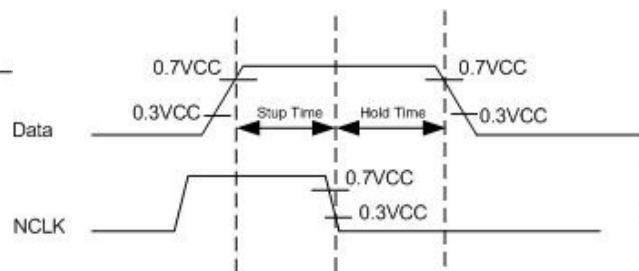 0.7VCC 0.7VCC
0.3VCC Stup Time Hold Time 0.3VCC
Data
0.7VCC
0.3VCC
NCLK